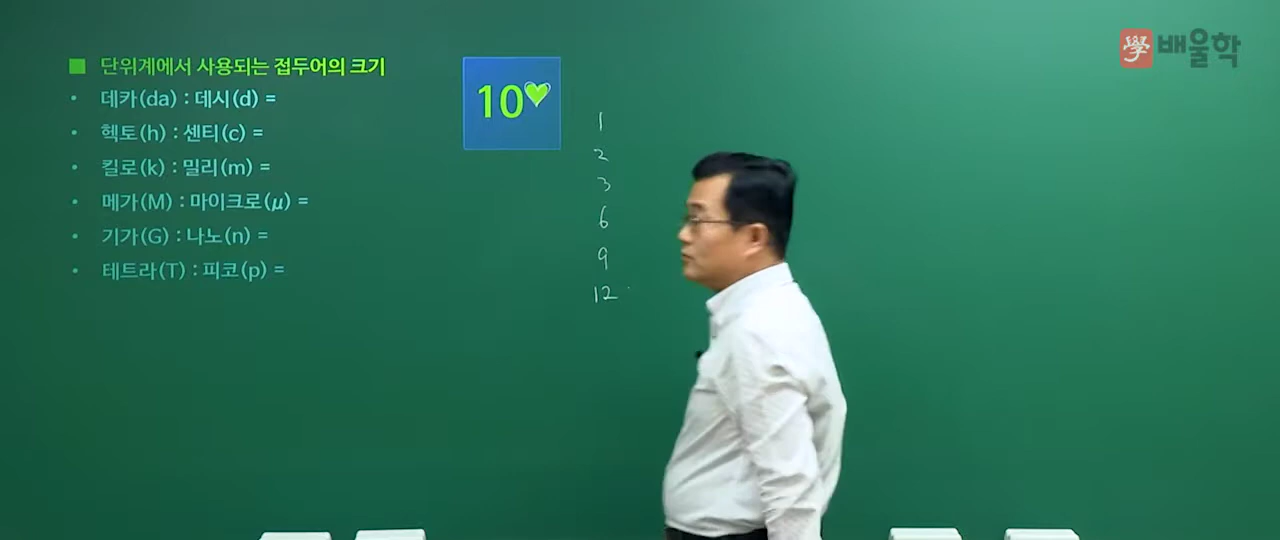 學 배울학
■ 단위계에서 사용되는 접두어의 크기
• 데카(da) : 데시(d) =
• 헥토(h) : 센티(c) =
• 킬로(k) : 밀리(m) =
• 메가(M) : 마이크로(μ) =
• 기가(G) : 나노(n) =
• 테트라(T) : 피코(p) =
10
1
2
3
6
9
12